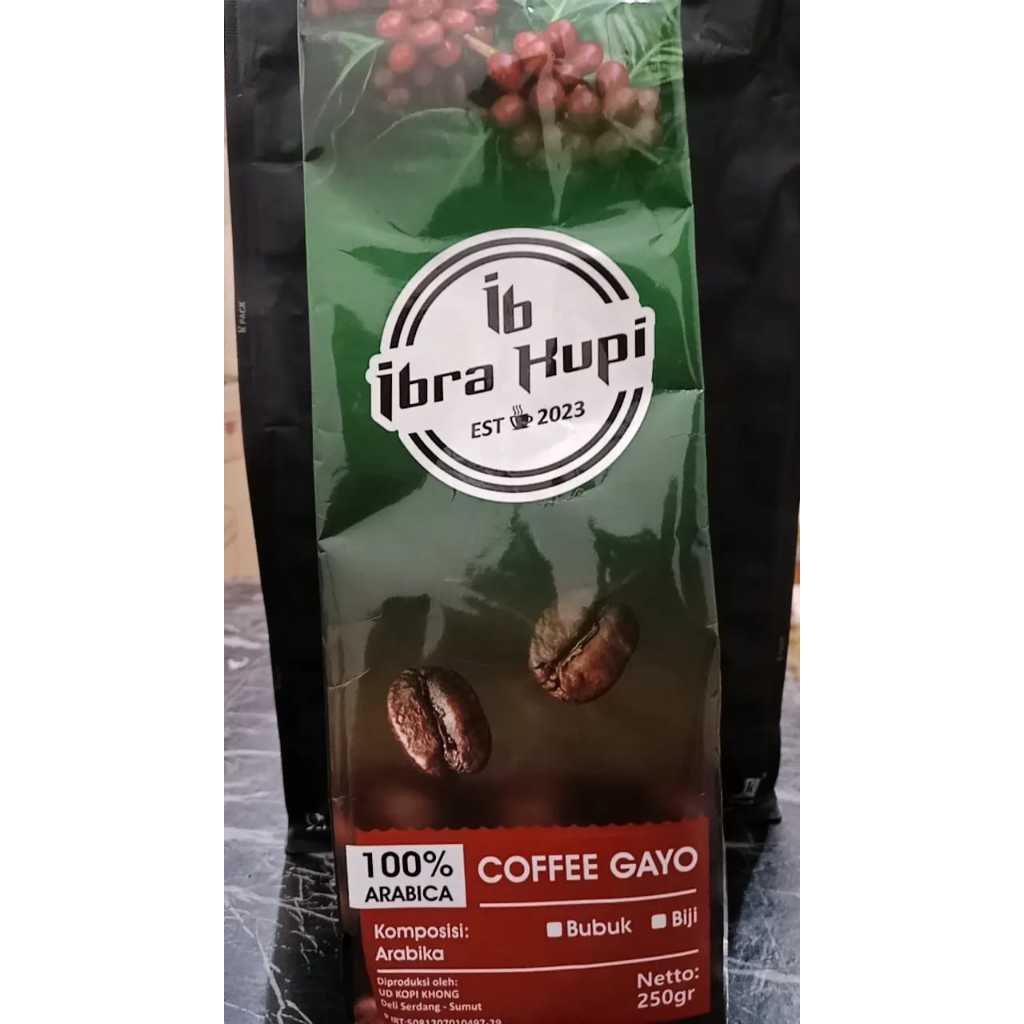 ib
ibra Kupi
EST 2023
100%
ARABICA
COFFEE GAYO
Komposisi:
Arabika
Bubuk Biji
Diproduksi oleh:
UD KOPI KHONG
Deli Serdang - Sumut
Netto:
250gr